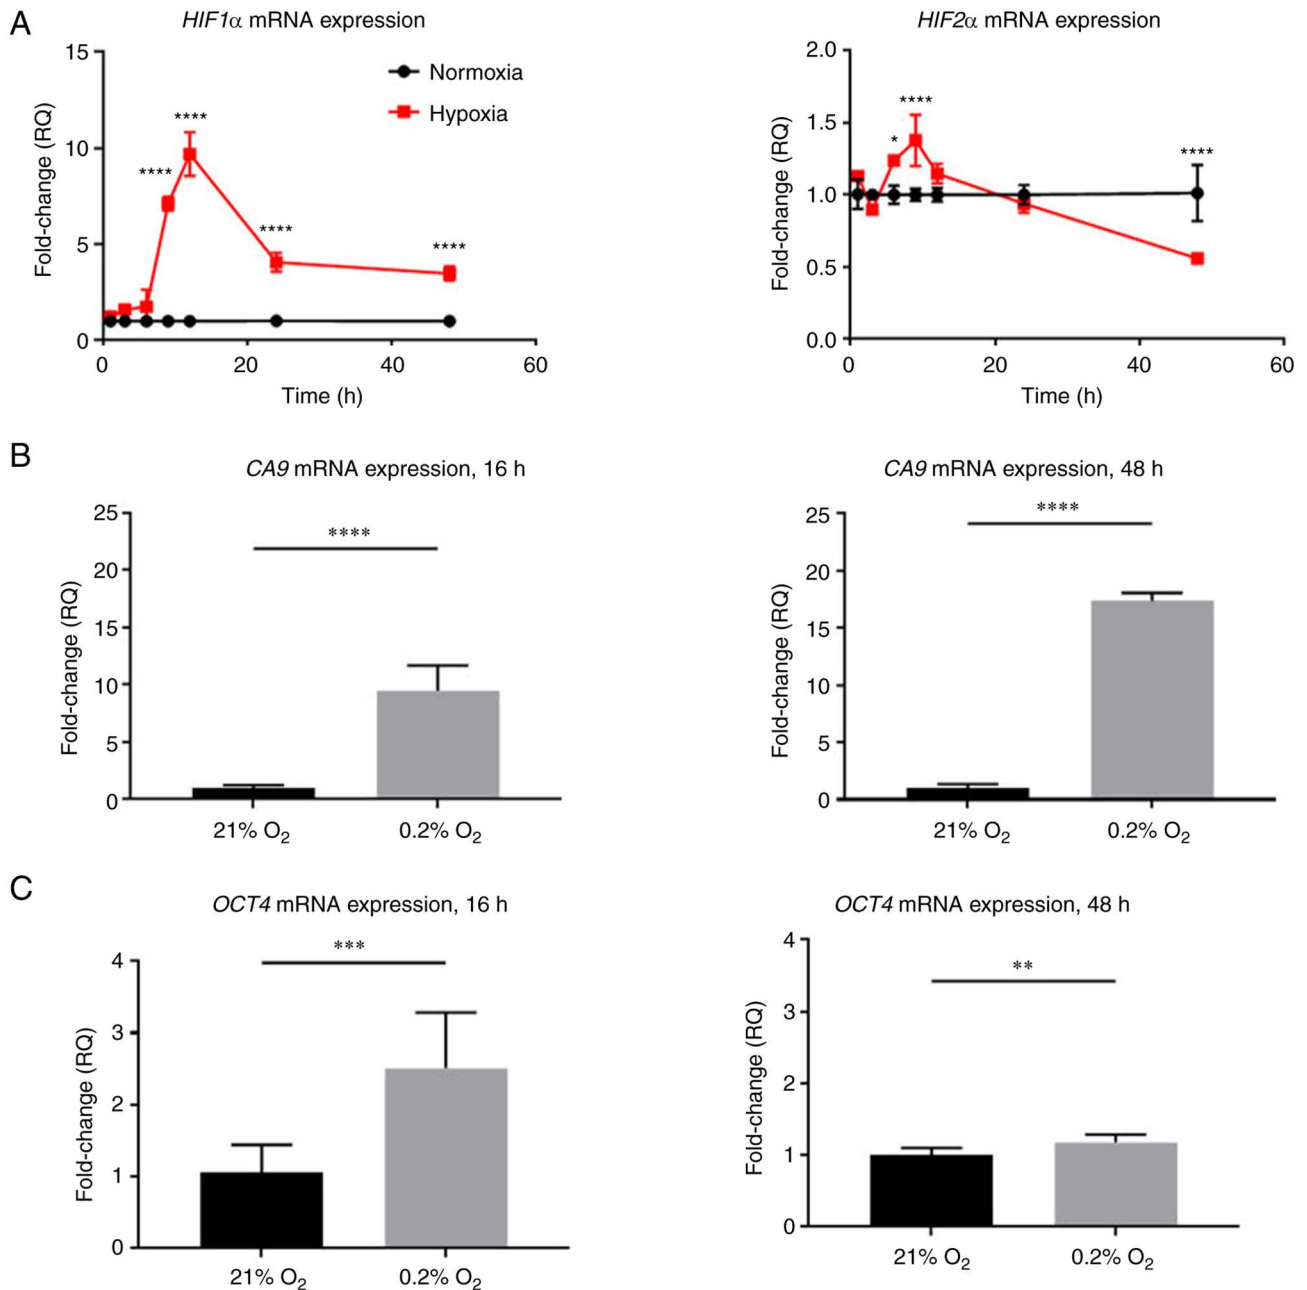 A
HIF1α mRNA expression
Fold-change (RQ)
15
10
5
0
Normoxia
Hypoxia
****
****
****
****
0 20 40 60
Time (h)
HIF2α mRNA expression
Fold-change (RQ)
2.0
1.5
1.0
0.5
0.0
*
****
****
0 20 40 60
Time (h)
B
CA9 mRNA expression, 16 h
Fold-change (RQ)
25
20
15
10
5
0
****
21% O₂ 0.2% O₂
CA9 mRNA expression, 48 h
Fold-change (RQ)
25
20
15
10
5
0
****
21% O₂ 0.2% O₂
C
OCT4 mRNA expression, 16 h
Fold-change (RQ)
4
3
2
1
0
***
21% O₂ 0.2% O₂
OCT4 mRNA expression, 48 h
Fold-change (RQ)
4
3
2
1
0
**
21% O₂ 0.2% O₂